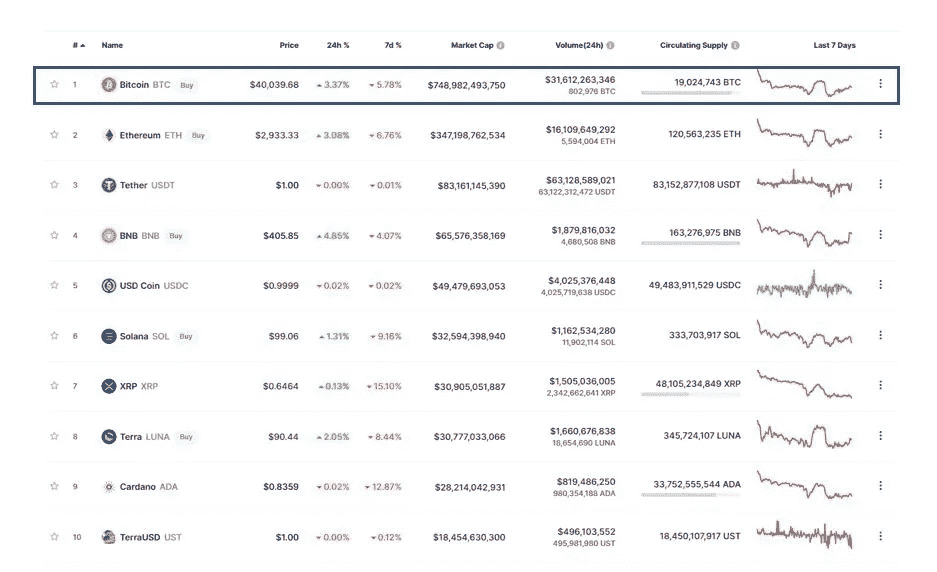 # Name Price 24h % 7d % Market Cap Volume(24h) Circulating Supply Last 7 Days
1 Bitcoin BTC Buy $40,039.68 3.37% 5.78% $748,982,493,750 $31,612,263,346 19,024,743 BTC
802,976 BTC
2 Ethereum ETH Buy $2,933.33 3.08% 6.76% $347,198,762,534 $16,109,649,292 120,563,235 ETH
5,594,004 ETH
3 Tether USDT $1.00 0.00% 0.01% $83,161,145,390 $63,128,589,021 83,152,877,108 USDT
63,122,312,472 USDT
4 BNB BNB Buy $405.85 4.85% 4.07% $65,576,358,169 $1,879,816,032 163,276,975 BNB
4,680,508 BNB
5 USD Coin USDC $0.9999 0.02% 0.02% $49,479,693,053 $4,025,376,448 49,483,911,529 USDC
4,025,719,638 USDC
6 Solana SOL Buy $99.06 1.31% 9.16% $32,594,398,940 $1,162,534,280 333,703,917 SOL
11,902,114 SOL
7 XRP XRP $0.6464 0.13% 15.10% $30,905,051,887 $1,505,036,005 48,105,234,849 XRP
2,342,662,641 XRP
8 Terra LUNA Buy $90.44 2.05% 8.44% $30,777,033,066 $1,660,676,838 345,724,107 LUNA
18,654,690 LUNA
9 Cardano ADA $0.8359 0.02% 12.87% $28,214,042,931 $819,486,250 33,752,555,544 ADA
980,354,188 ADA
10 TerraUSD UST $1.00 0.00% 0.12% $18,454,630,300 $496,103,552 18,450,107,917 UST
495,981,980 UST